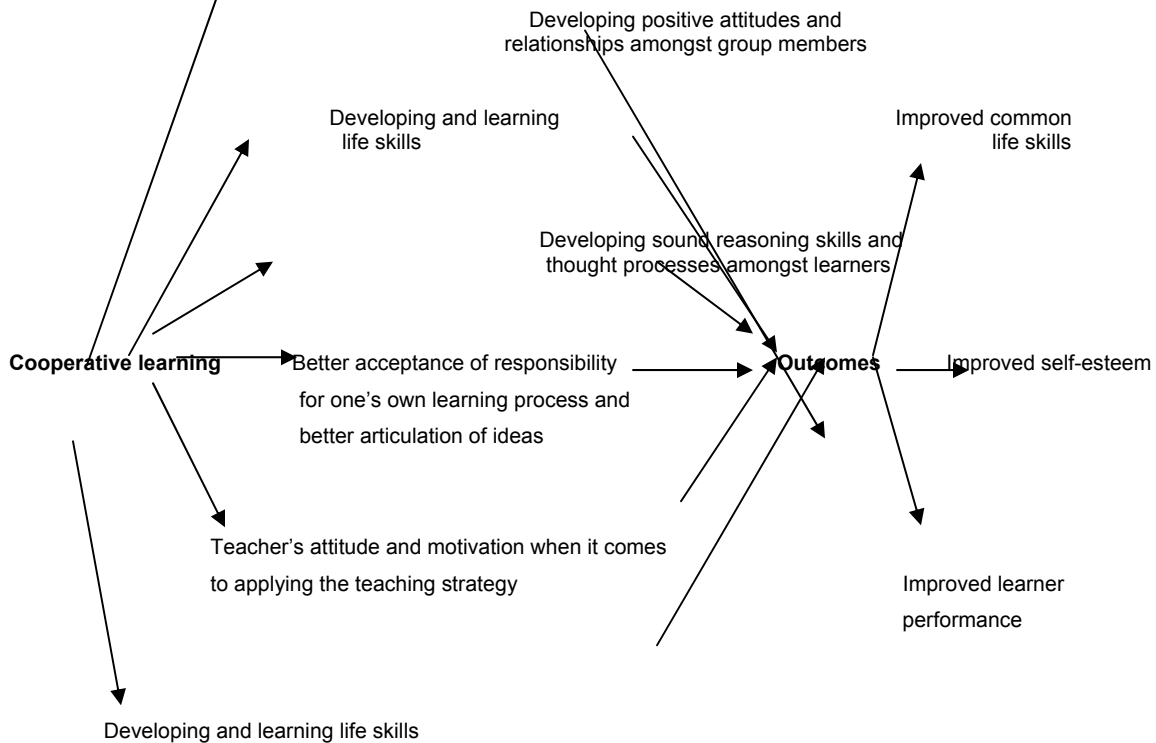 Developing positive attitudes and
relationships amongst group members
Developing and learning
life skills
Improved common
life skills
Developing sound reasoning skills and
thought processes amongst learners
Cooperative learning
Better acceptance of responsibility
for one's own learning process and
better articulation of ideas
Outcomes
Improved self-esteem
Teacher's attitude and motivation when it comes
to applying the teaching strategy
Improved learner
performance
Developing and learning life skills